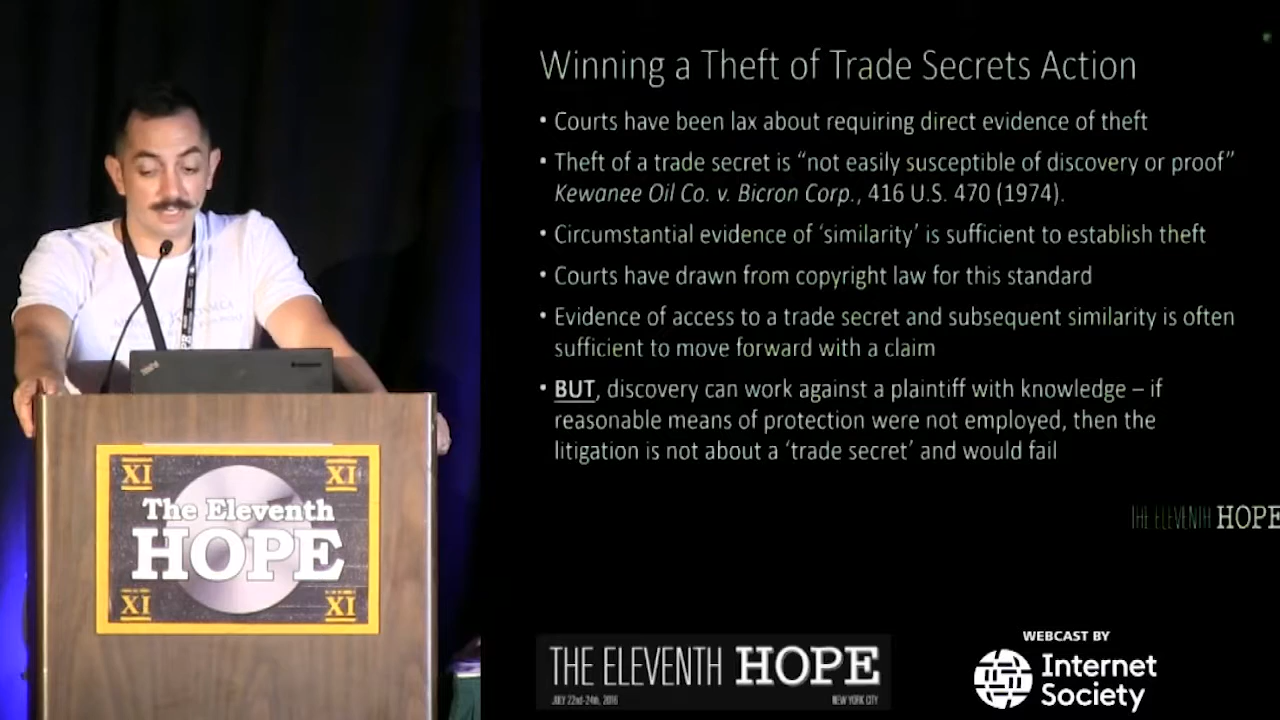 Winning a Theft of Trade Secrets Action
• Courts have been lax about requiring direct evidence of theft
• Theft of a trade secret is “not easily susceptible of discovery or proof”
Kewanee Oil Co. v. Bicron Corp., 416 U.S. 470 (1974).
• Circumstantial evidence of ‘similarity’ is sufficient to establish theft
• Courts have drawn from copyright law for this standard
• Evidence of access to a trade secret and subsequent similarity is often
sufficient to move forward with a claim
• BUT, discovery can work against a plaintiff with knowledge – if
reasonable means of protection were not employed, then the
litigation is not about a ‘trade secret’ and would fail
THE ELEVENTH HOPE
XI XI
The Eleventh
HOPE
XI XI
THE ELEVENTH HOPE
JULY 22nd-24th, 2016 NEW YORK CITY
WEBCAST BY
Internet
Society